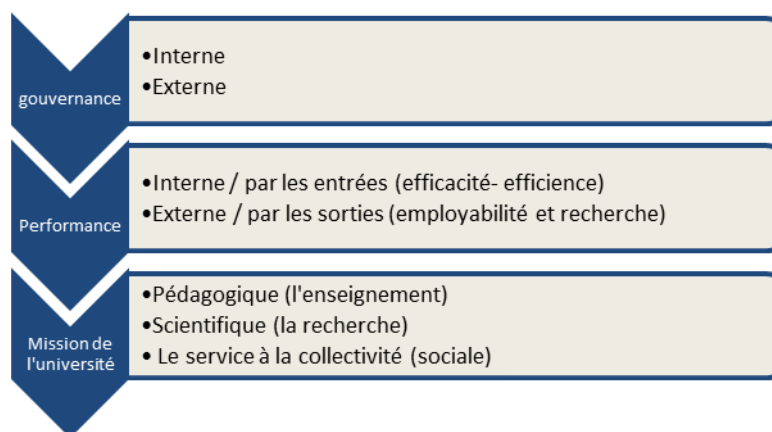 gouvernance
•Interne
•Externe
Performance
•Interne / par les entrées (efficacité- efficience)
•Externe / par les sorties (employabilité et recherche)
Mission de
l'université
•Pédagogique (l'enseignement)
•Scientifique (la recherche)
• Le service à la collectivité (sociale)